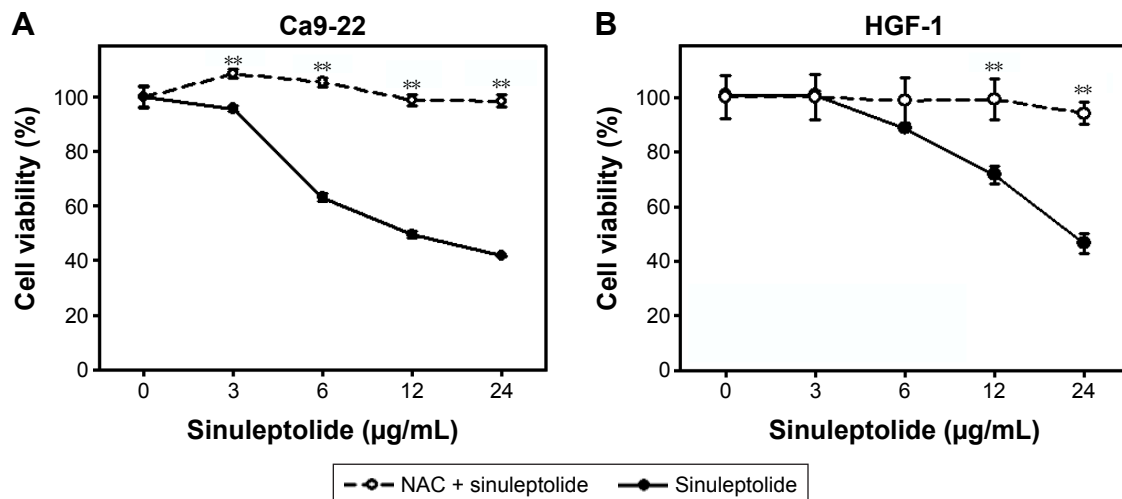 A
Ca9-22
Cell viability (%)
100
80
60
40
20
0
**
**
**
**
0 3 6 12 24
Sinuleptolide (µg/mL)
B
HGF-1
Cell viability (%)
100
80
60
40
20
0
**
**
0 3 6 12 24
Sinuleptolide (µg/mL)
NAC + sinuleptolide Sinuleptolide